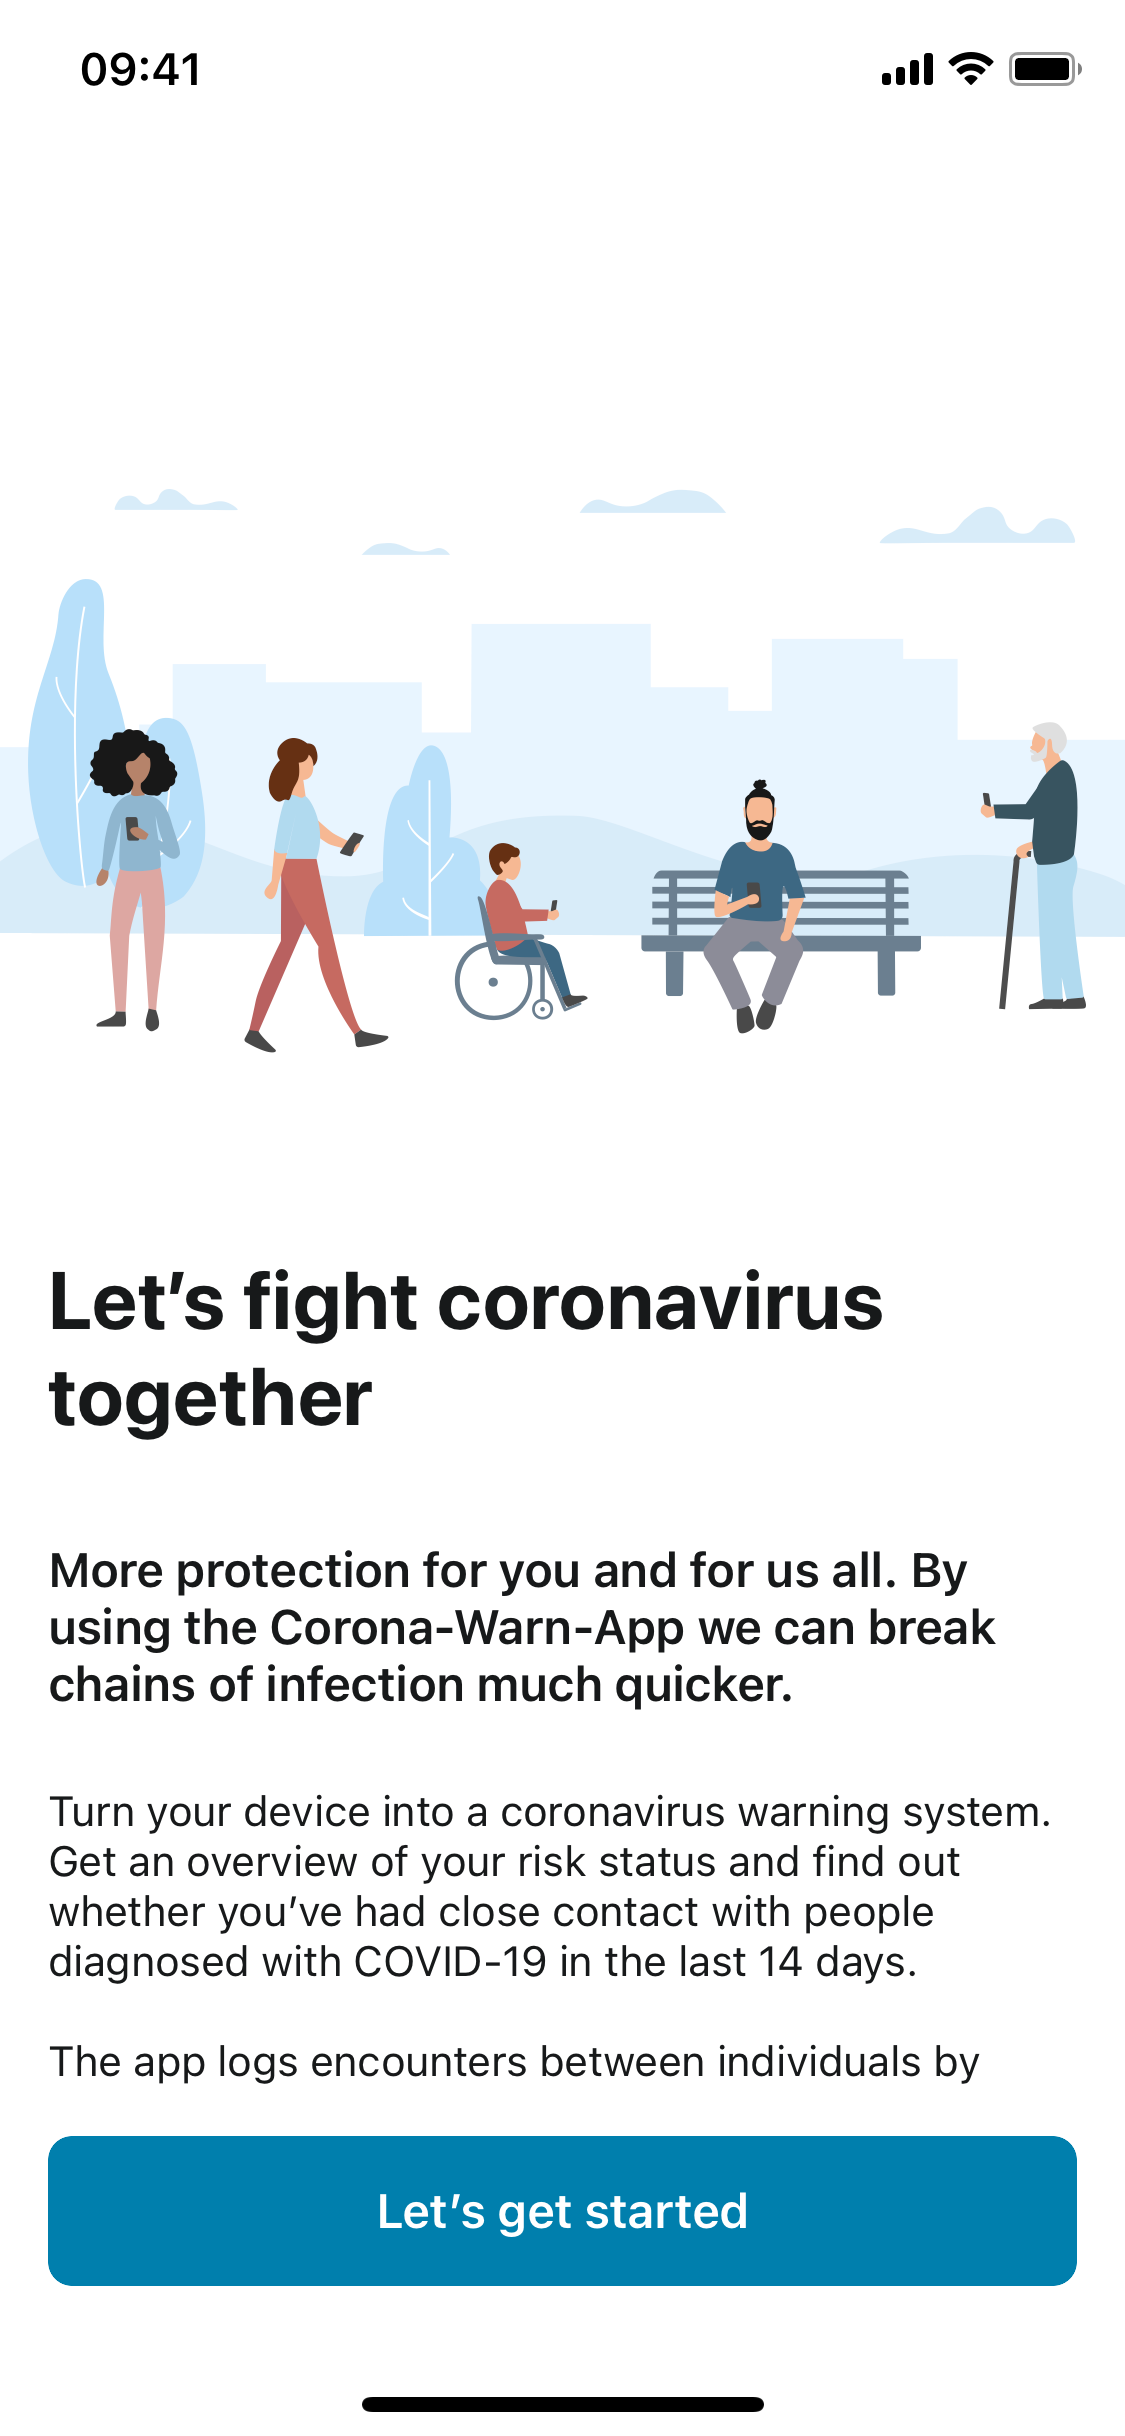 09:41
Let’s fight coronavirus
together
More protection for you and for us all. By
using the Corona-Warn-App we can break
chains of infection much quicker.
Turn your device into a coronavirus warning system.
Get an overview of your risk status and find out
whether you’ve had close contact with people
diagnosed with COVID-19 in the last 14 days.
The app logs encounters between individuals by
Let’s get started